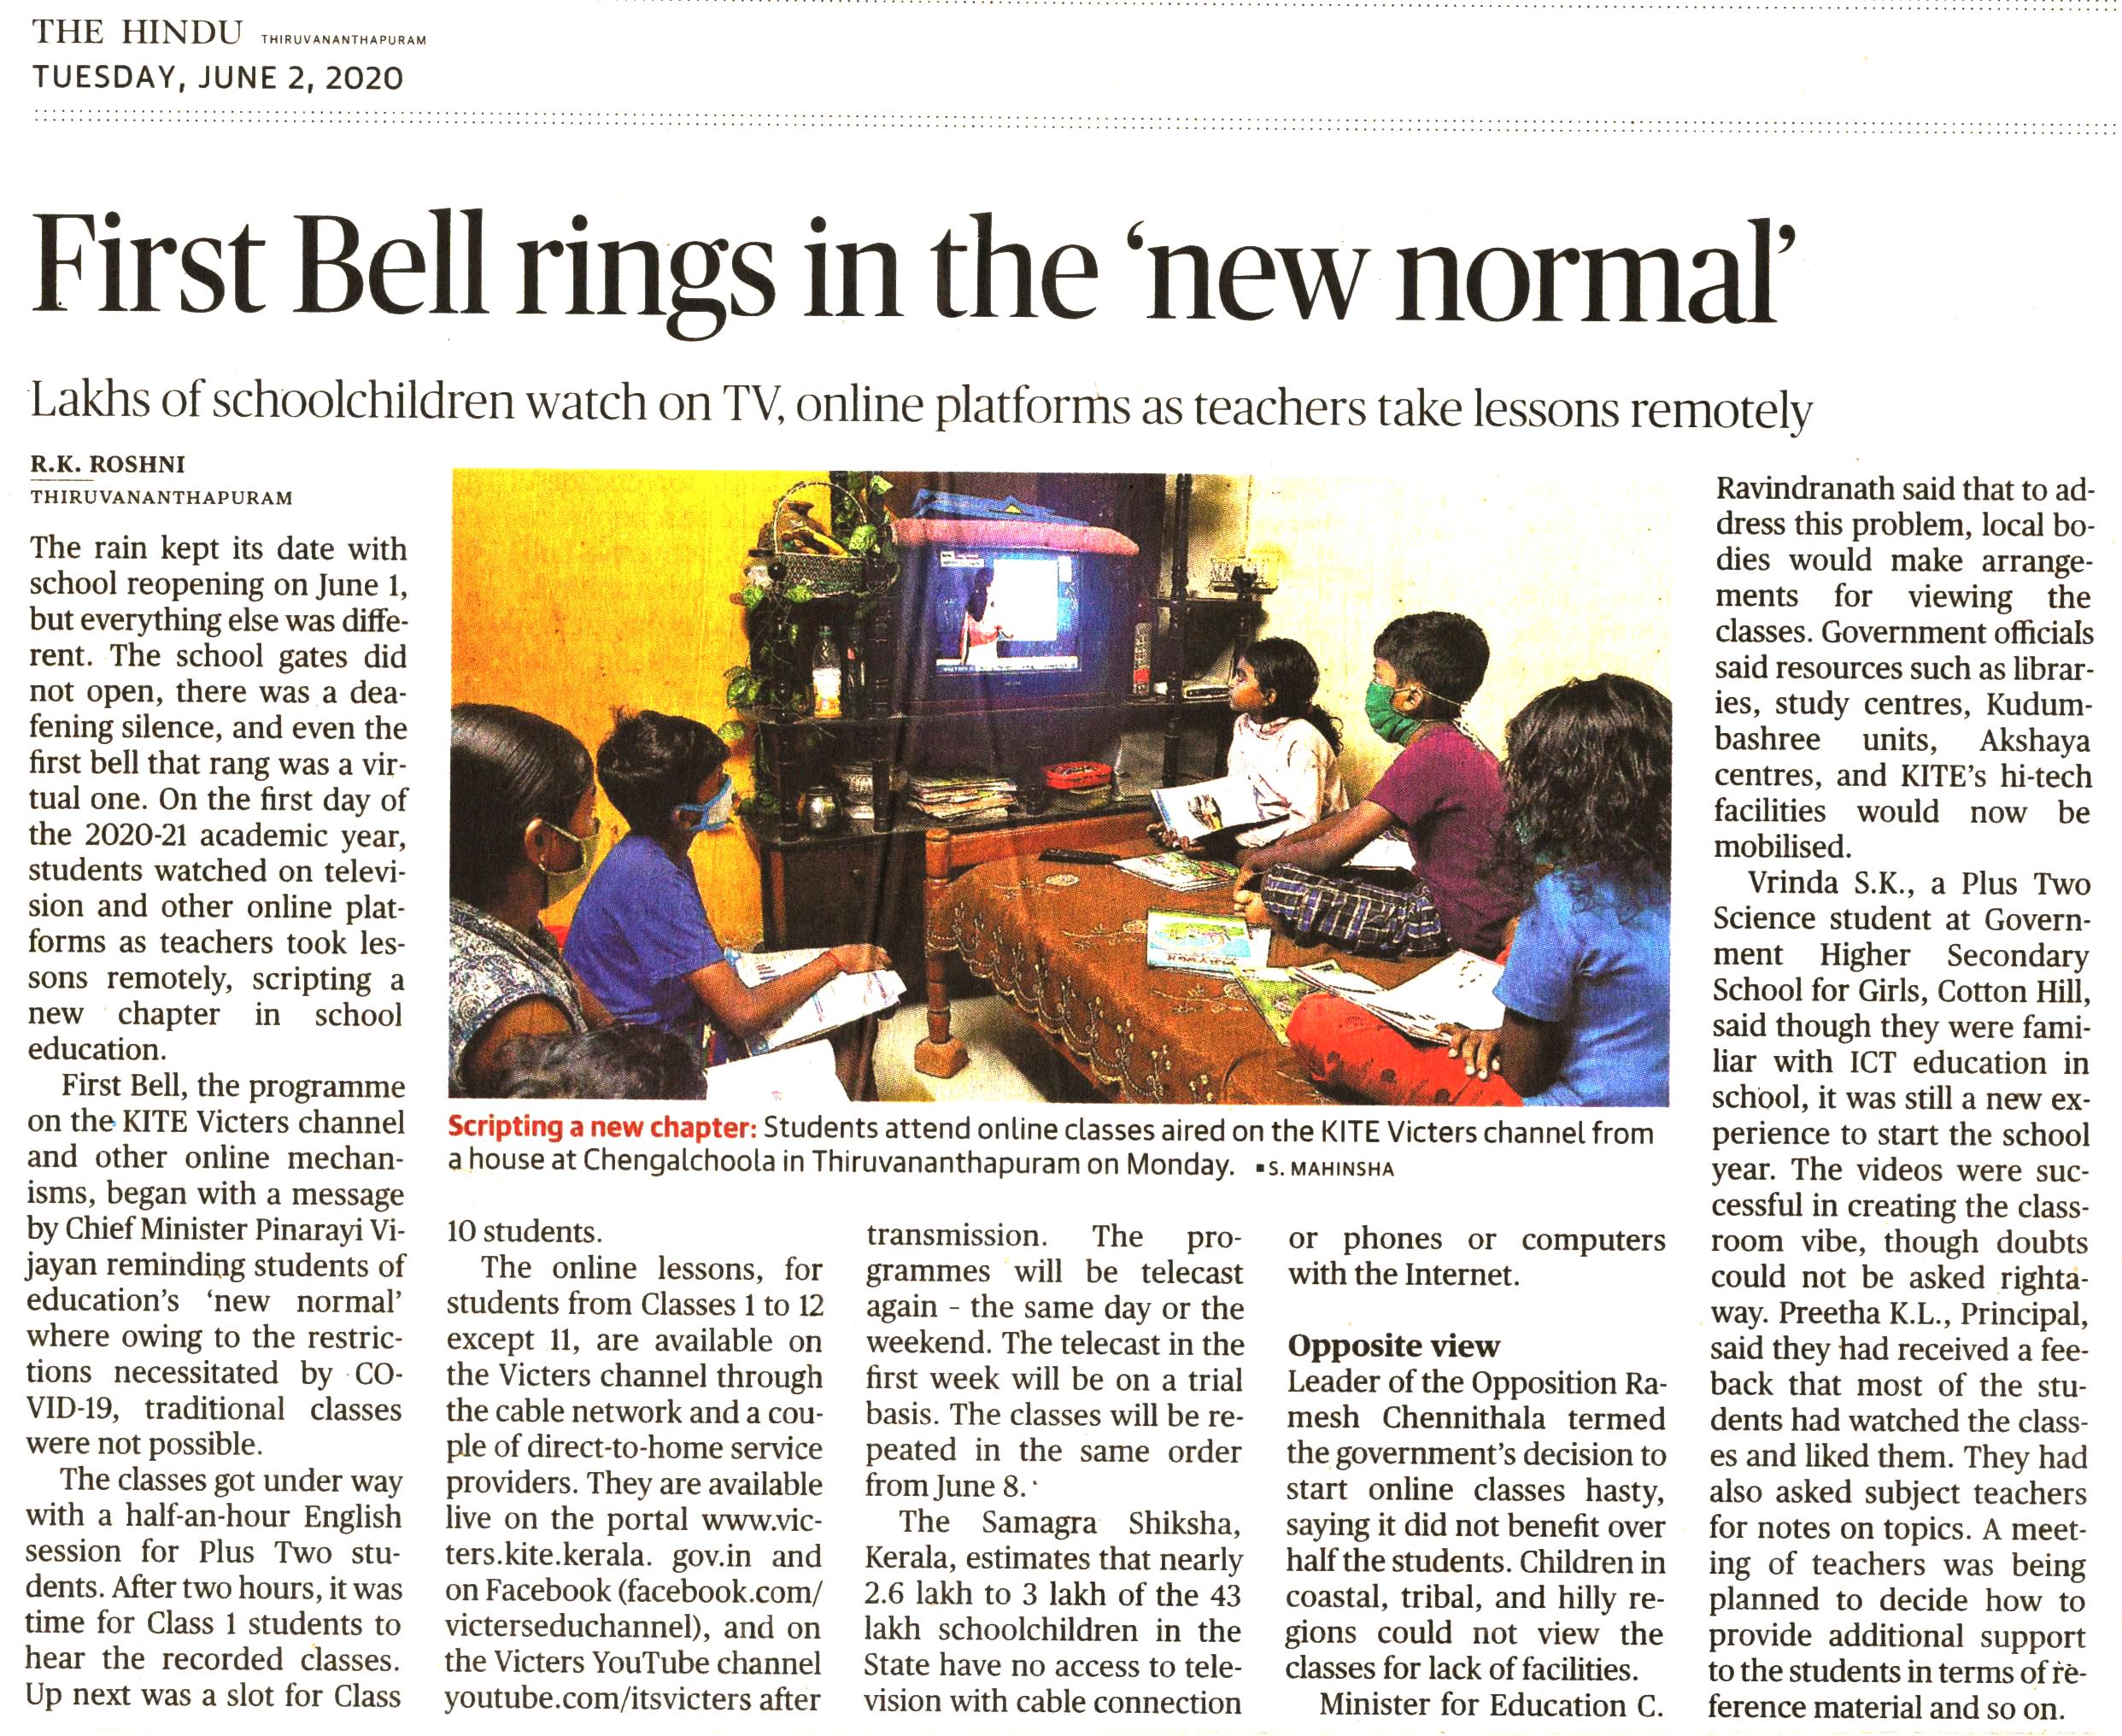 THE HINDU THIRUVANANTHAPURAM
TUESDAY, JUNE 2, 2020
First Bell rings in the ‘new normal’
Lakhs of schoolchildren watch on TV, online platforms as teachers take lessons remotely
R.K. ROSHNI
THIRUVANANTHAPURAM
The rain kept its date with
school reopening on June 1,
but everything else was diffe-
rent. The school gates did
not open, there was a dea-
fening silence, and even the
first bell that rang was a vir-
tual one. On the first day of
the 2020-21 academic year,
students watched on televi-
sion and other online plat-
forms as teachers took les-
sons remotely, scripting a
new chapter in school
education.
First Bell, the programme
on the KITE Victers channel
and other online mechan-
isms, began with a message
by Chief Minister Pinarayi Vi-
jayan reminding students of
education's 'new normal'
where owing to the restric-
tions necessitated by CO-
VID-19, traditional classes
were not possible.
The classes got under way
with a half-an-hour English
session for Plus Two stu-
dents. After two hours, it was
time for Class 1 students to
hear the recorded classes.
Up next was a slot for Class
Scripting a new chapter: Students attend online classes aired on the KITE Victers channel from
a house at Chengalchoola in Thiruvananthapuram on Monday. ▪ S. MAHINSHA
10 students.
The online lessons, for
students from Classes 1 to 12
except 11, are available on
the Victers channel through
the cable network and a cou-
ple of direct-to-home service
providers. They are available
live on the portal www.vic-
ters.kite.kerala. gov.in and
on Facebook (facebook.com/
victerseduchannel), and on
the Victers YouTube channel
youtube.com/itsvicters after
transmission. The pro-
grammes will be telecast
again - the same day or the
weekend. The telecast in the
first week will be on a trial
basis. The classes will be re-
peated in the same order
from June 8.
The Samagra Shiksha,
Kerala, estimates that nearly
2.6 lakh to 3 lakh of the 43
lakh schoolchildren in the
State have no access to tele-
vision with cable connection
or phones or computers
with the Internet.
Opposite view
Leader of the Opposition Ra-
mesh Chennithala termed
the government's decision to
start online classes hasty,
saying it did not benefit over
half the students. Children in
coastal, tribal, and hilly re-
gions could not view the
classes for lack of facilities.
Minister for Education C.
Ravindranath said that to ad-
dress this problem, local bo-
dies would make arrange-
ments for viewing the
classes. Government officials
said resources such as librar-
ies, study centres, Kudum-
bashree units, Akshaya
centres, and KITE's hi-tech
facilities would now be
mobilised.
Vrinda S.K., a Plus Two
Science student at Govern-
ment Higher Secondary
School for Girls, Cotton Hill,
said though they were fami-
liar with ICT education in
school, it was still a new ex-
perience to start the school
year. The videos were suc-
cessful in creating the class-
room vibe, though doubts
could not be asked righta-
way. Preetha K.L., Principal,
said they had received a fee-
back that most of the stu-
dents had watched the class-
es and liked them. They had
also asked subject teachers
for notes on topics. A meet-
ing of teachers was being
planned to decide how to
provide additional support
to the students in terms of re-
ference material and so on.